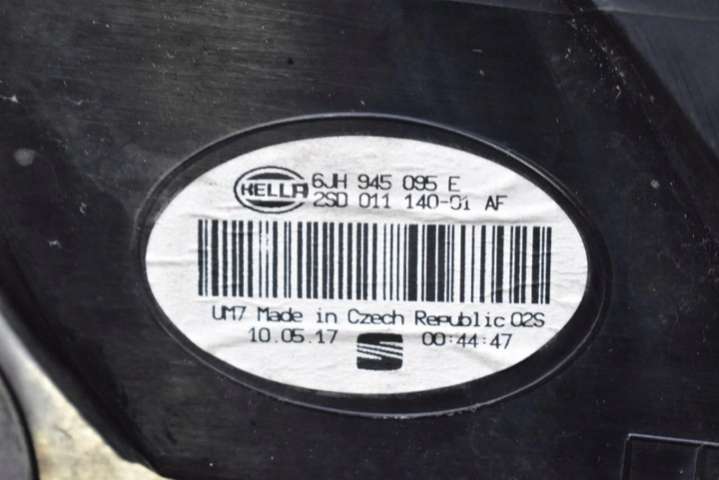 HELLA
6JH 945 095 E
2SD 011 140-01 AF
UM7 Made in Czech Republic 02S
10.05.17 00:44:47